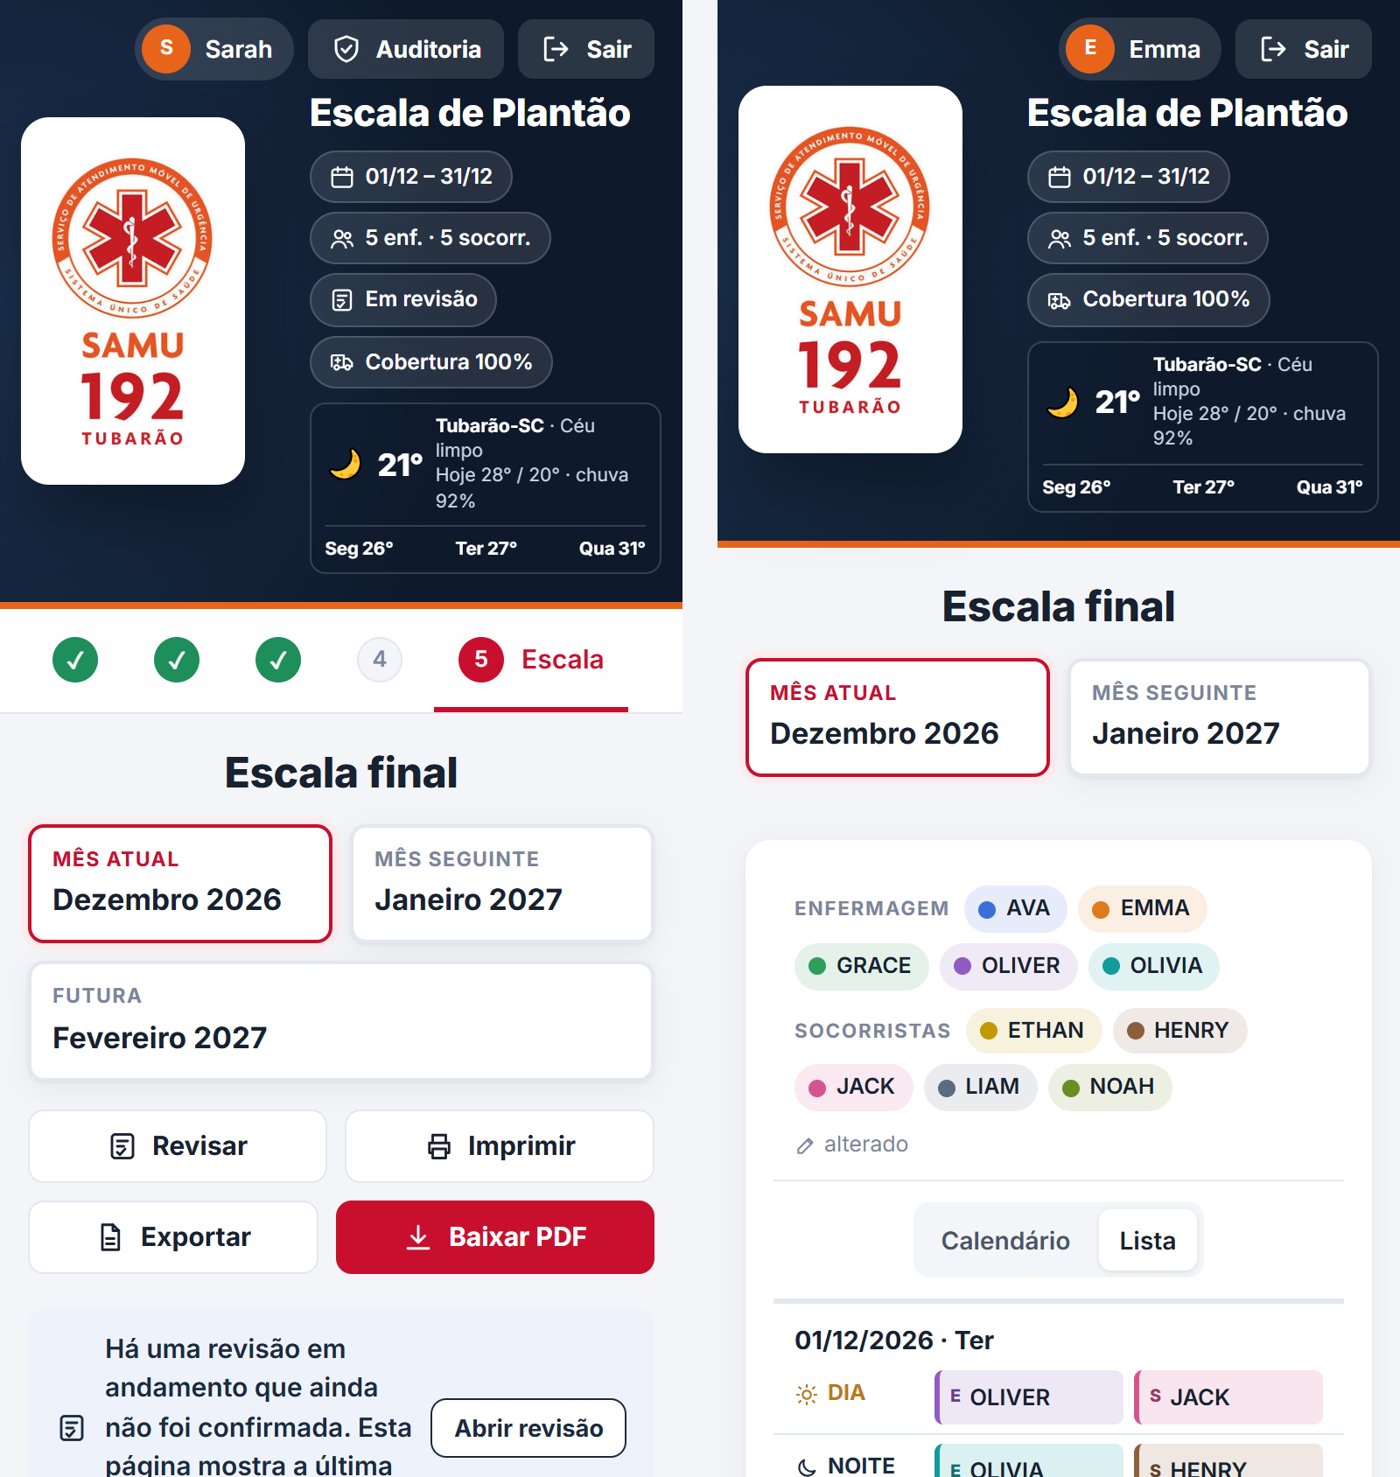 S Sarah Auditoria Sair
Escala de Plantão
SERVIÇO DE ATENDIMENTO MÓVEL DE URGÊNCIA
SISTEMA ÚNICO DE SAÚDE
SAMU
192
TUBARÃO
01/12 – 31/12
5 enf. · 5 socorr.
Em revisão
Cobertura 100%
21°
Tubarão-SC · Céu
limpo
Hoje 28° / 20° · chuva
92%
Seg 26° Ter 27° Qua 31°
4 5 Escala
Escala final
MÊS ATUAL
Dezembro 2026
MÊS SEGUINTE
Janeiro 2027
FUTURA
Fevereiro 2027
Revisar Imprimir
Exportar Baixar PDF
Há uma revisão em
andamento que ainda
não foi confirmada. Esta
página mostra a última
Abrir revisão
E Emma Sair
Escala de Plantão
SERVIÇO DE ATENDIMENTO MÓVEL DE URGÊNCIA
SISTEMA ÚNICO DE SAÚDE
SAMU
192
TUBARÃO
01/12 – 31/12
5 enf. · 5 socorr.
Cobertura 100%
21°
Tubarão-SC · Céu
limpo
Hoje 28° / 20° · chuva
92%
Seg 26° Ter 27° Qua 31°
Escala final
MÊS ATUAL
Dezembro 2026
MÊS SEGUINTE
Janeiro 2027
ENFERMAGEM AVA EMMA
GRACE OLIVER OLIVIA
SOCORRISTAS ETHAN HENRY
JACK LIAM NOAH
alterado
Calendário Lista
01/12/2026 · Ter
DIA E OLIVER S JACK
NOITE E OLIVIA S HENRY